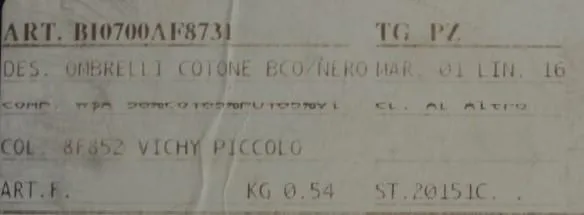 ART. BI0700AF8731 TG PZ
DES. OMBRELLI COTONE BCO/NERO MAR. 01 LIN. 16
COMP. CL. AL Altro
COL. 8F852 VICHY PICCOLO
ART.F. KG 0.54 ST.20151C. .